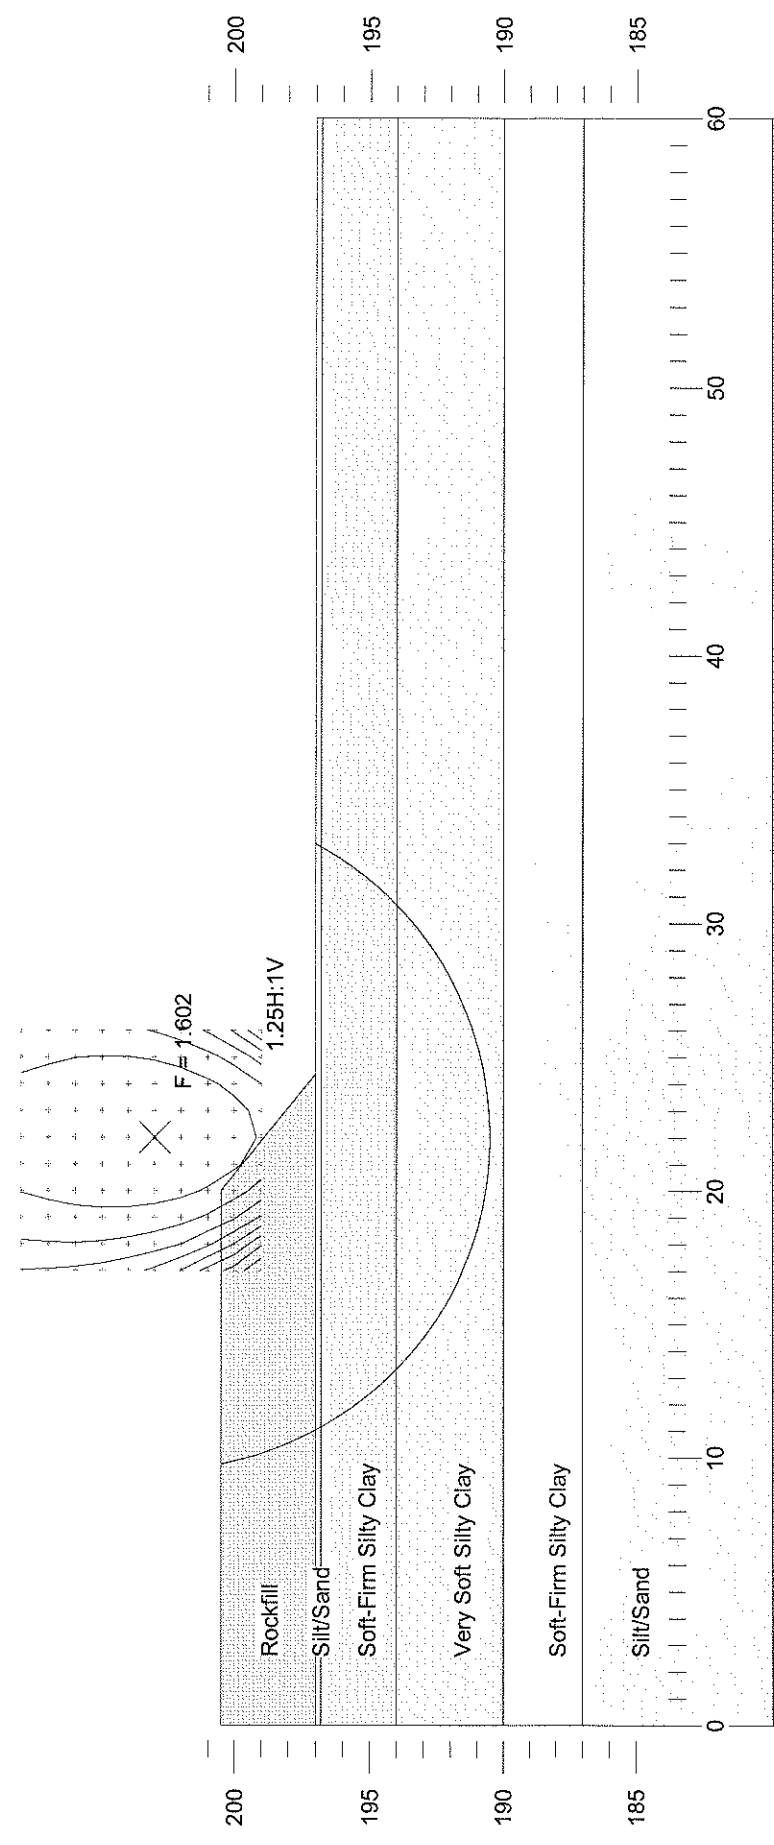 200
195
190
185
F = 1.602
1.25H:1V
Rockfill
Silt/Sand
Soft-Firm Silty Clay
Very Soft Silty Clay
Soft-Firm Silty Clay
Silt/Sand
200
195
190
185
0
10
20
30
40
50
60